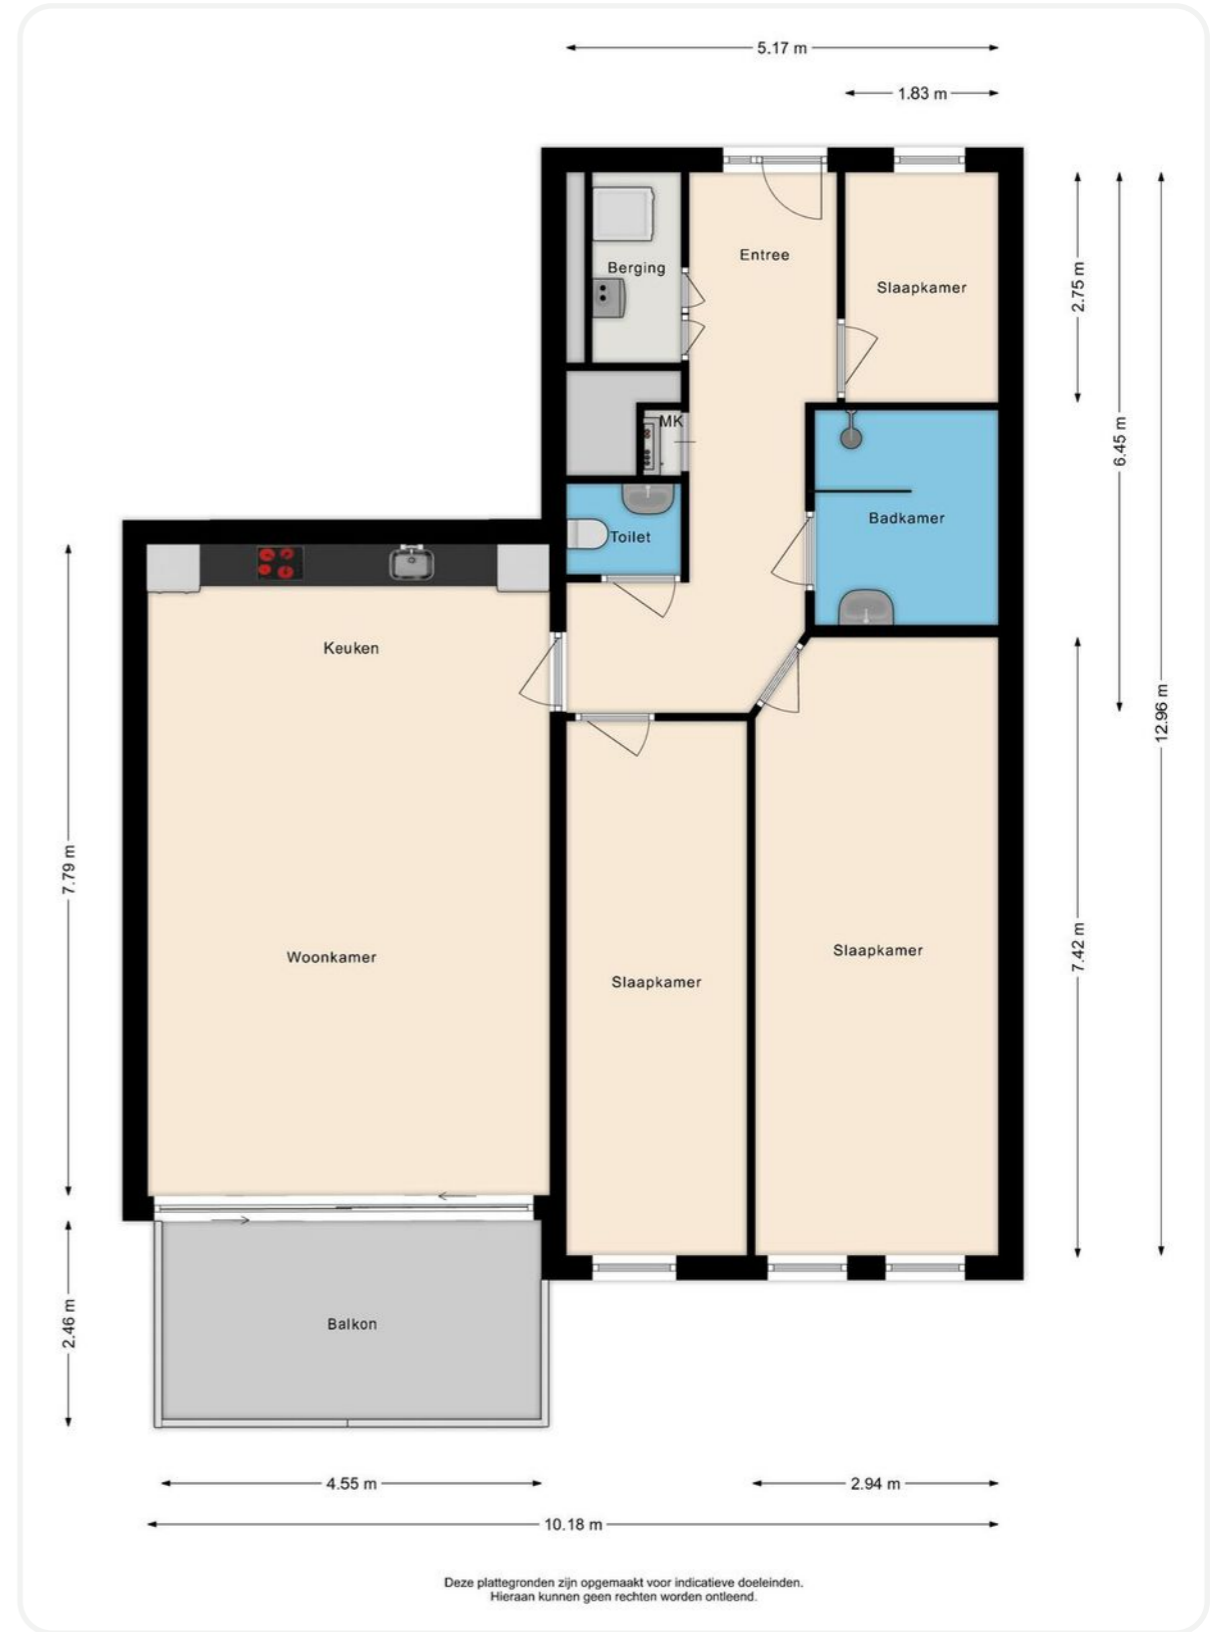 5.17 m
1.83 m
Entree
Berging
Slaapkamer
2.75 m
MK
6.45 m
Badkamer
Toilet
Keuken
12.96 m
7.79 m
Slaapkamer
7.42 m
Woonkamer
Slaapkamer
Balkon
2.46 m
4.55 m
2.94 m
10.18 m
Deze plattegronden zijn opgemaakt voor indicatieve doeleinden.
Hieraan kunnen geen rechten worden ontleend.